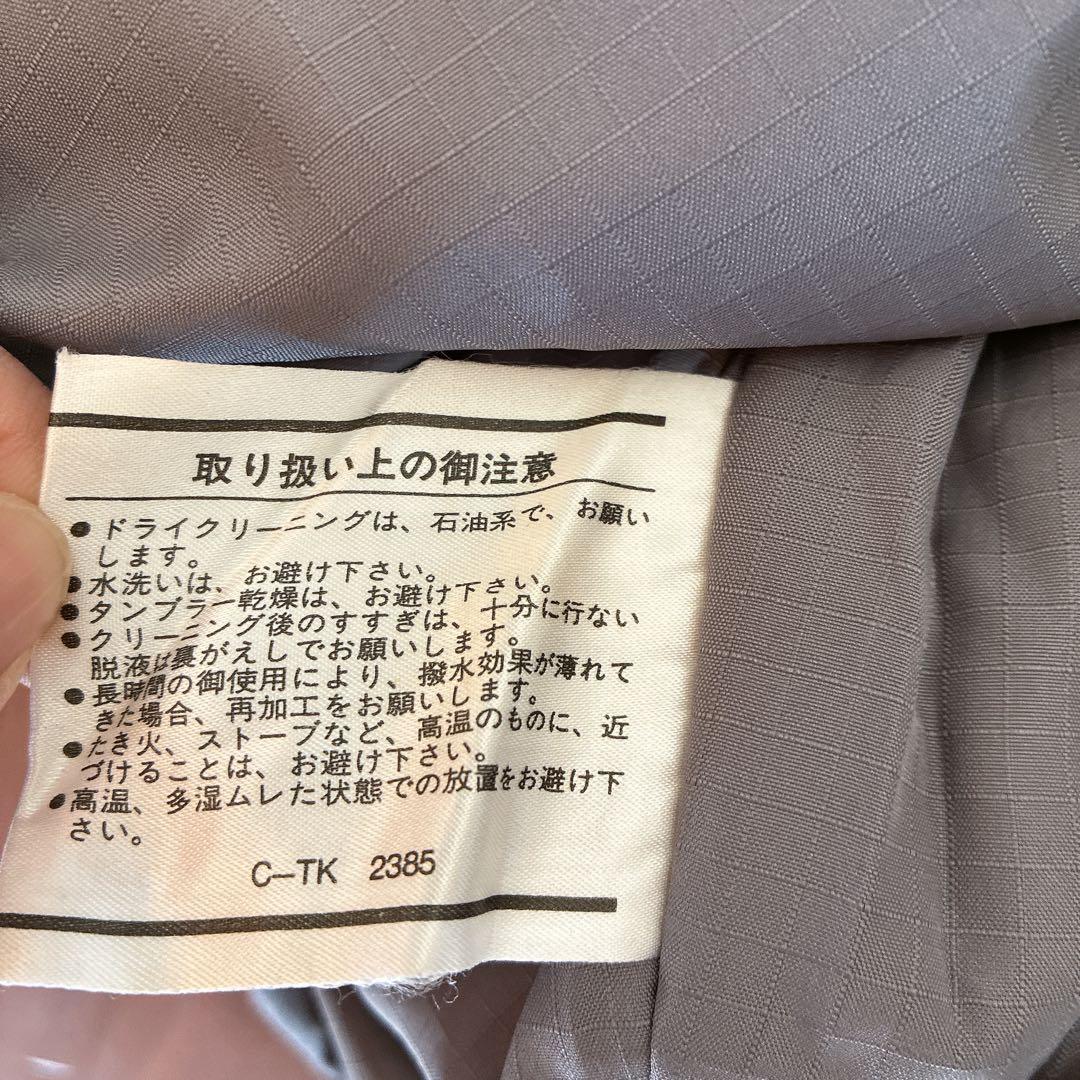 取り扱い上の御注意
●ドライクリーニングは、石油系で、お願い
します。
●水洗いは、お避け下さい。
●タンブラー乾燥は、お避け下さい。
●クリーニング後のすすぎは、十分に行ない
脱液は裏がえしでお願いします。
●長時間の御使用により、撥水効果が薄れて
きた場合、再加工をお願いします。
●たき火、ストーブなど、高温のものに、近
づけることは、お避け下さい。
●高温、多湿ムレた状態での放置をお避け下
さい。
C-TK 2385